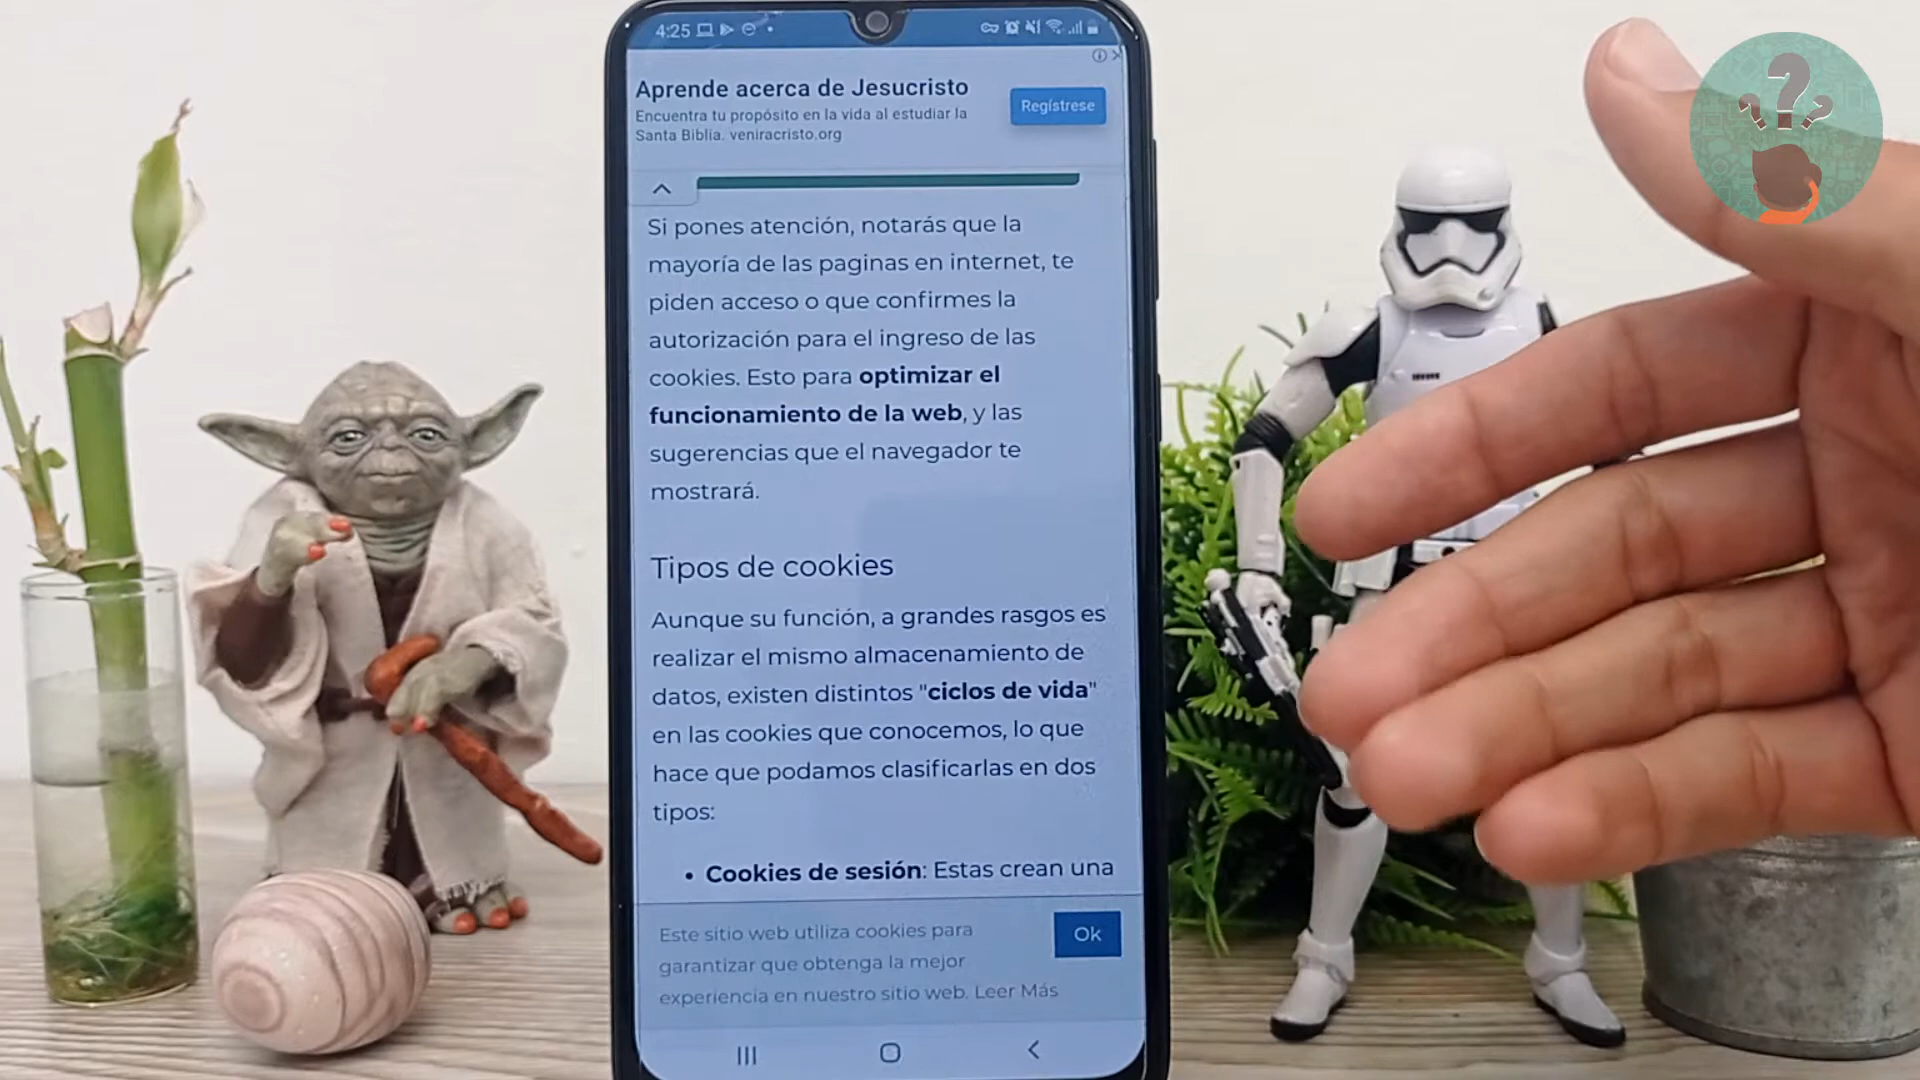 4:25
Aprende acerca de Jesucristo
Encuentra tu propósito en la vida al estudiar la
Santa Biblia. veniracristo.org
Regístrese
Si pones atención, notarás que la
mayoría de las paginas en internet, te
piden acceso o que confirmes la
autorización para el ingreso de las
cookies. Esto para optimizar el
funcionamiento de la web, y las
sugerencias que el navegador te
mostrará.
Tipos de cookies
Aunque su función, a grandes rasgos es
realizar el mismo almacenamiento de
datos, existen distintos "ciclos de vida"
en las cookies que conocemos, lo que
hace que podamos clasificarlas en dos
tipos:
• Cookies de sesión: Estas crean una
Este sitio web utiliza cookies para
garantizar que obtenga la mejor
experiencia en nuestro sitio web. Leer Más
Ok